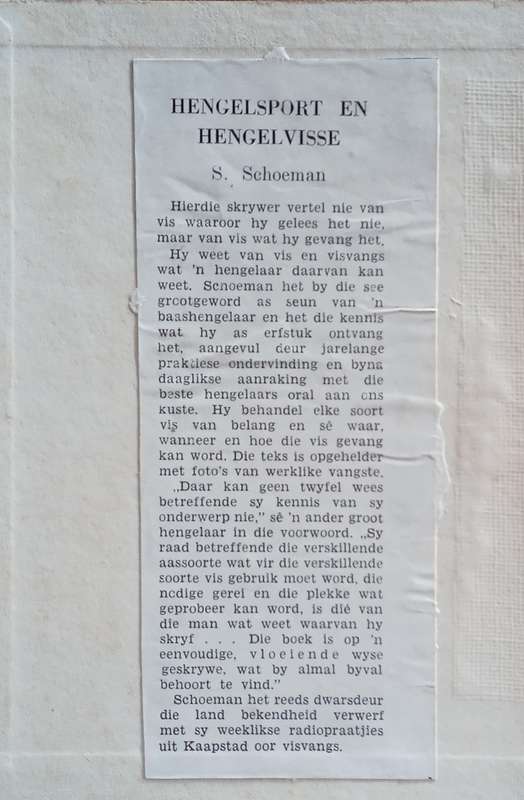 HENGELSPORT EN
HENGELVISSE
S. Schoeman
Hierdie skrywer vertel nie van
vis waaroor hy gelees het nie,
maar van vis wat hy gevang het.
Hy weet van vis en visvangs
wat 'n hengelaar daarvan kan
weet. Schoeman het by die see
grootgeword as seun van 'n
baashengelaar en het die kennis
wat hy as erfstuk ontvang
het, aangevul deur jarelange
praktiese ondervinding en byna
daaglikse aanraking met die
beste hengelaars oral aan ons
kuste. Hy behandel elke soort
vis van belang en sê waar,
wanneer en hoe die vis gevang
kan word. Die teks is opgehelder
met foto's van werklike vangste.
„Daar kan geen twyfel wees
betreffende sy kennis van sy
onderwerp nie,” sê 'n ander groot
hengelaar in die voorwoord. „Sy
raad betreffende die verskillende
aassoorte wat vir die verskillende
soorte vis gebruik moet word, die
nodige gerei en die plekke wat
geprobeer kan word, is dié van
die man wat weet waarvan hy
skryf . . . Die boek is op 'n
eenvoudige, vloeiende wyse
geskrywe, wat by almal byval
behoort te vind.”
Schoeman het reeds dwarsdeur
die land bekendheid verwerf
met sy weeklikse radiopraatjies
uit Kaapstad oor visvangs.